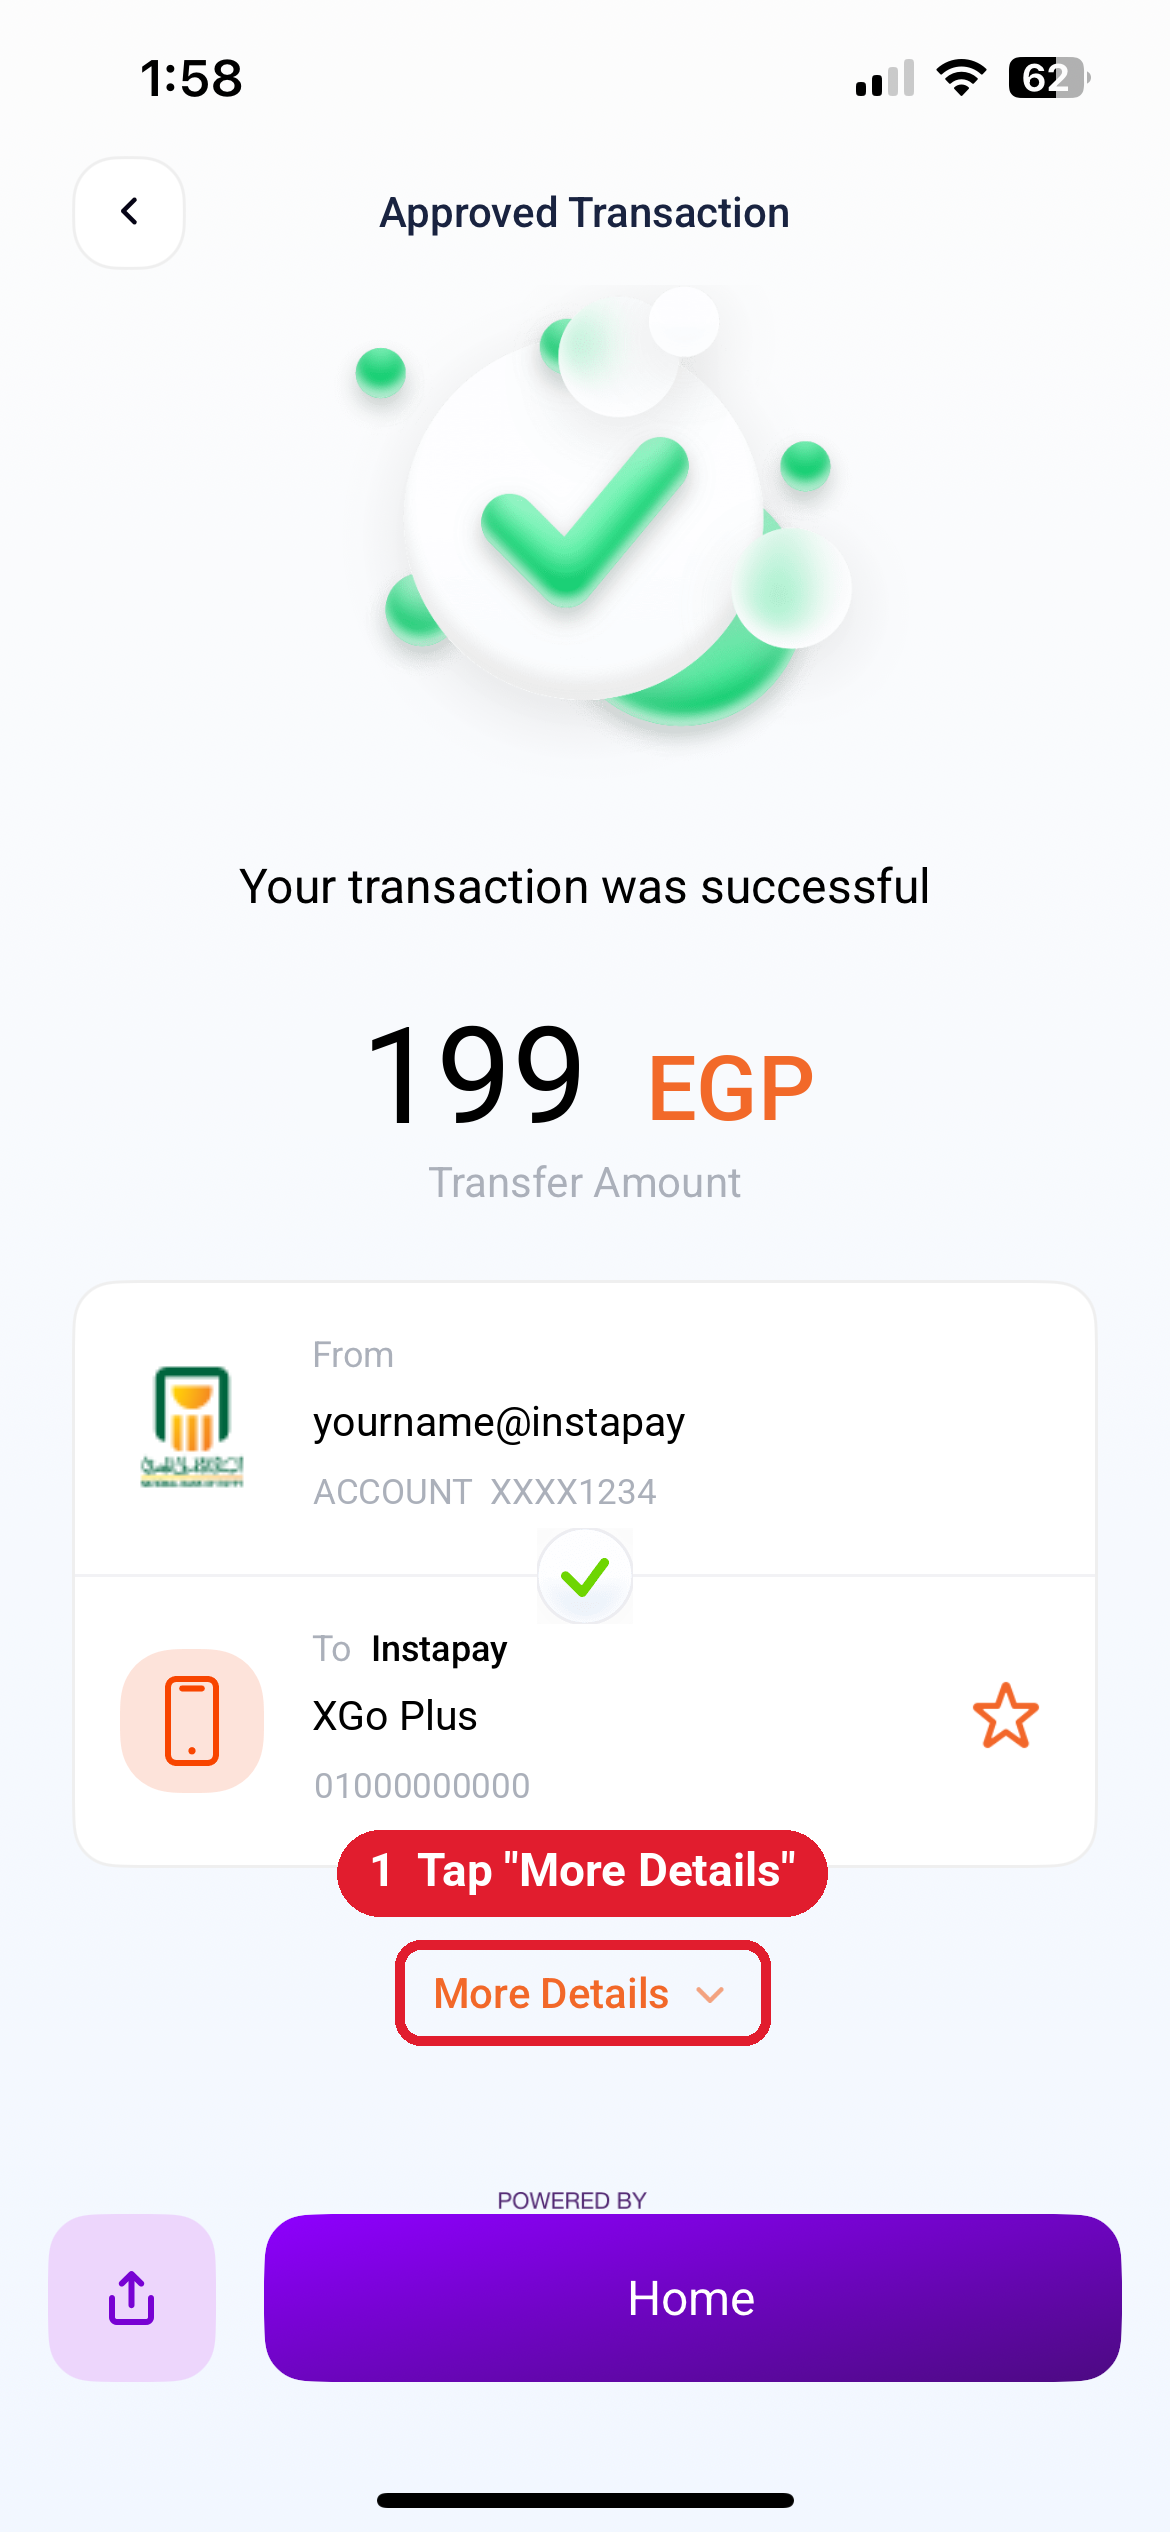 1:58
62
Approved Transaction
Your transaction was successful
199 EGP
Transfer Amount
From
yourname@instapay
ACCOUNT XXXX1234
To Instapay
XGo Plus
01000000000
1 Tap "More Details"
More Details
POWERED BY
Home